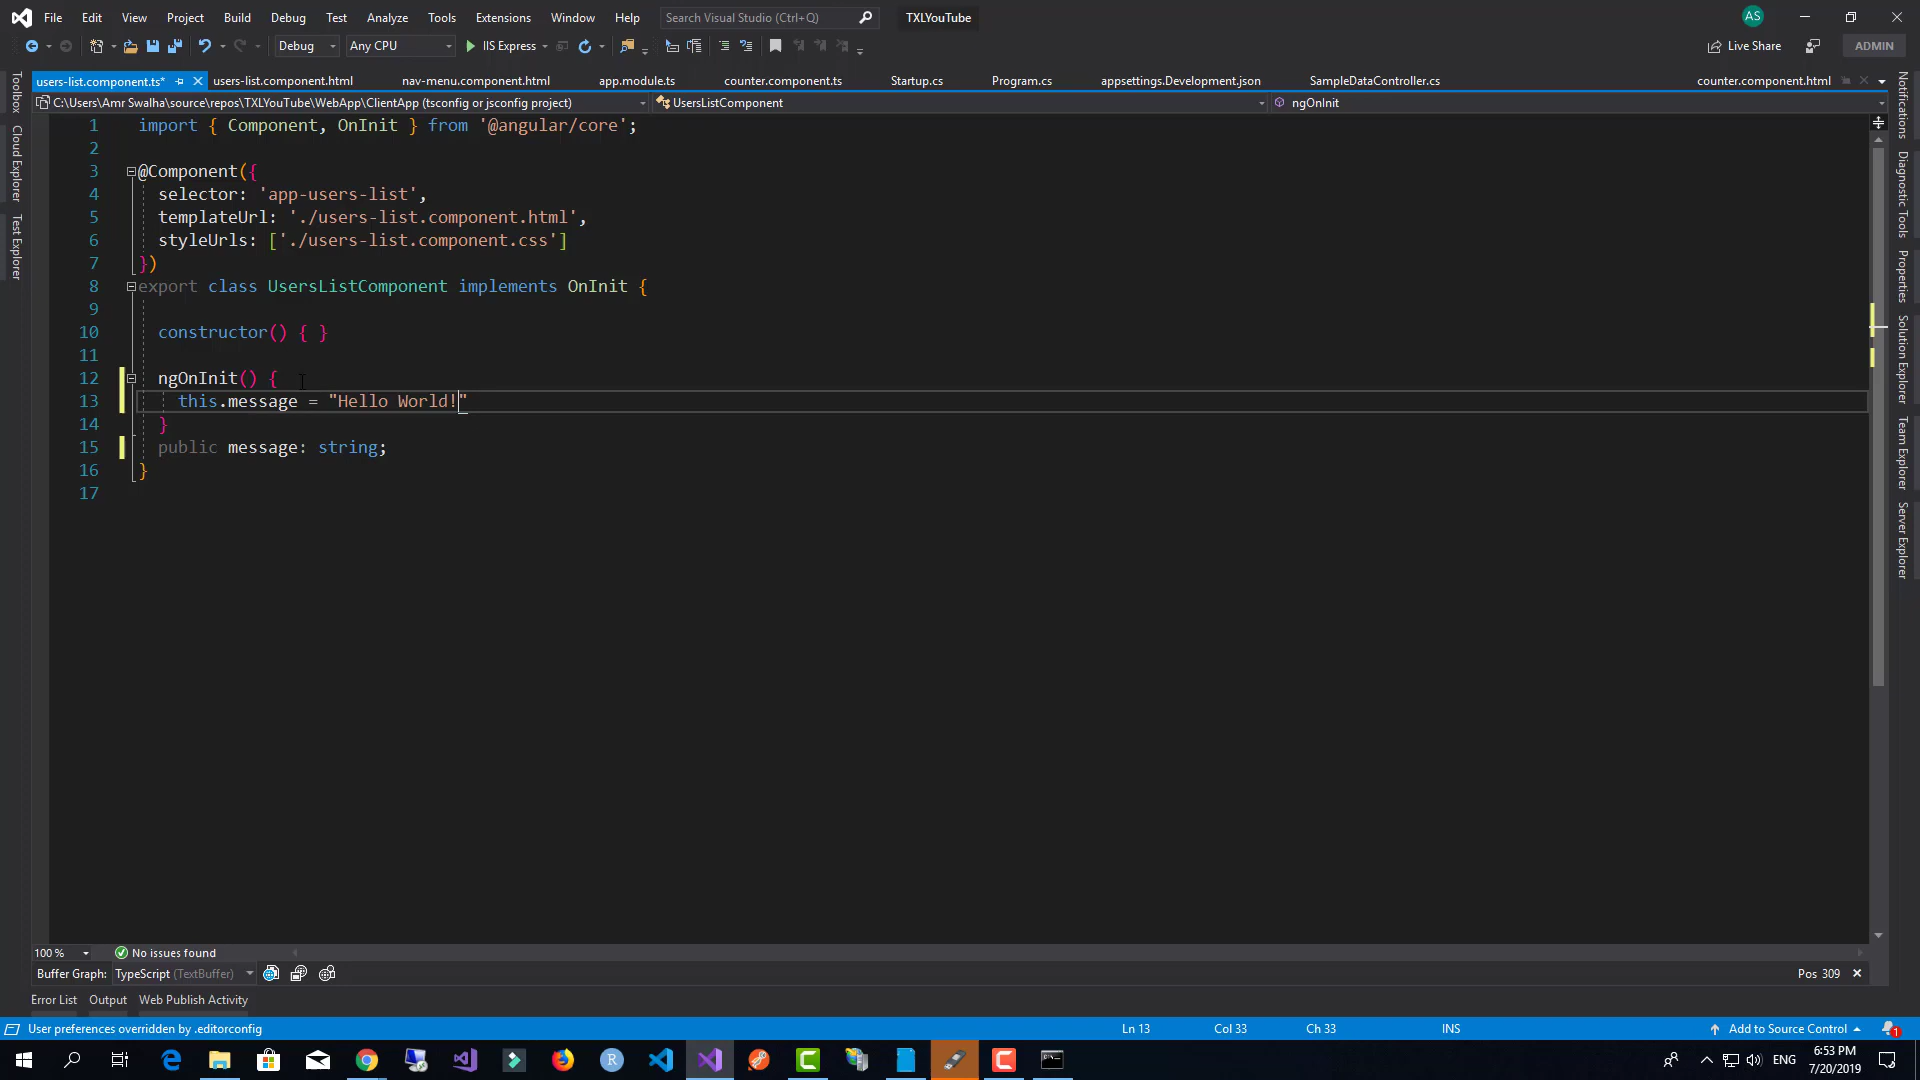 File Edit View Project Build Debug Test Analyze Tools Extensions Window Help Search Visual Studio (Ctrl+Q) TXLYouTube AS
Debug Any CPU IIS Express Live Share ADMIN
users-list.component.ts* users-list.component.html nav-menu.component.html app.module.ts counter.component.ts Startup.cs Program.cs appsettings.Development.json SampleDataController.cs counter.component.html
C:\Users\Amr Swalha\source\repos\TXLYouTube\WebApp\ClientApp (tsconfig or jsconfig project) UsersListComponent ngOnInit
Toolbox
Cloud Explorer
Test Explorer
1 import { Component, OnInit } from '@angular/core';
2
3 @Component({
4 selector: 'app-users-list',
5 templateUrl: './users-list.component.html',
6 styleUrls: ['./users-list.component.css']
7 })
8 export class UsersListComponent implements OnInit {
9
10 constructor() { }
11
12 ngOnInit() {
13 this.message = "Hello World!"
14 }
15 public message: string;
16 }
17
Notifications
Diagnostic Tools
Properties
Solution Explorer
Team Explorer
Server Explorer
100 % No issues found
Buffer Graph: TypeScript (TextBuffer) Pos 309
Error List Output Web Publish Activity
User preferences overridden by .editorconfig Ln 13 Col 33 Ch 33 INS Add to Source Control 1
R ENG 6:53 PM
7/20/2019